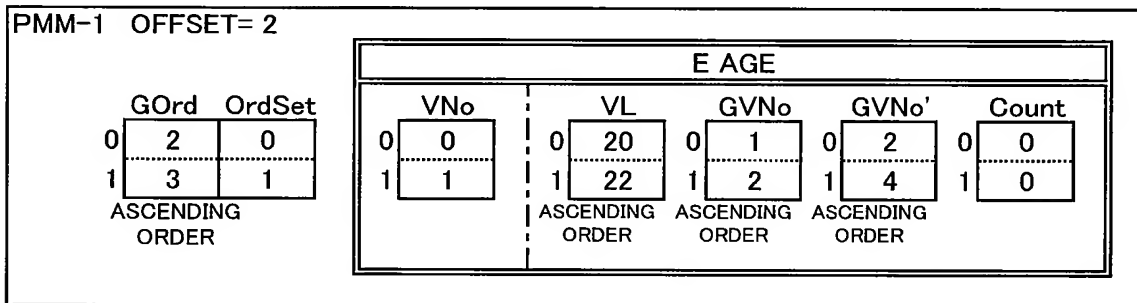 PMM-1 OFFSET= 2
E AGE
GOrd OrdSet VNo VL GVNo GVNo' Count
0 2 0 0 0 0 20 0 1 0 2 0 0
1 3 1 1 1 1 22 1 2 1 4 1 0
ASCENDING ORDER ASCENDING ORDER ASCENDING ORDER ASCENDING ORDER